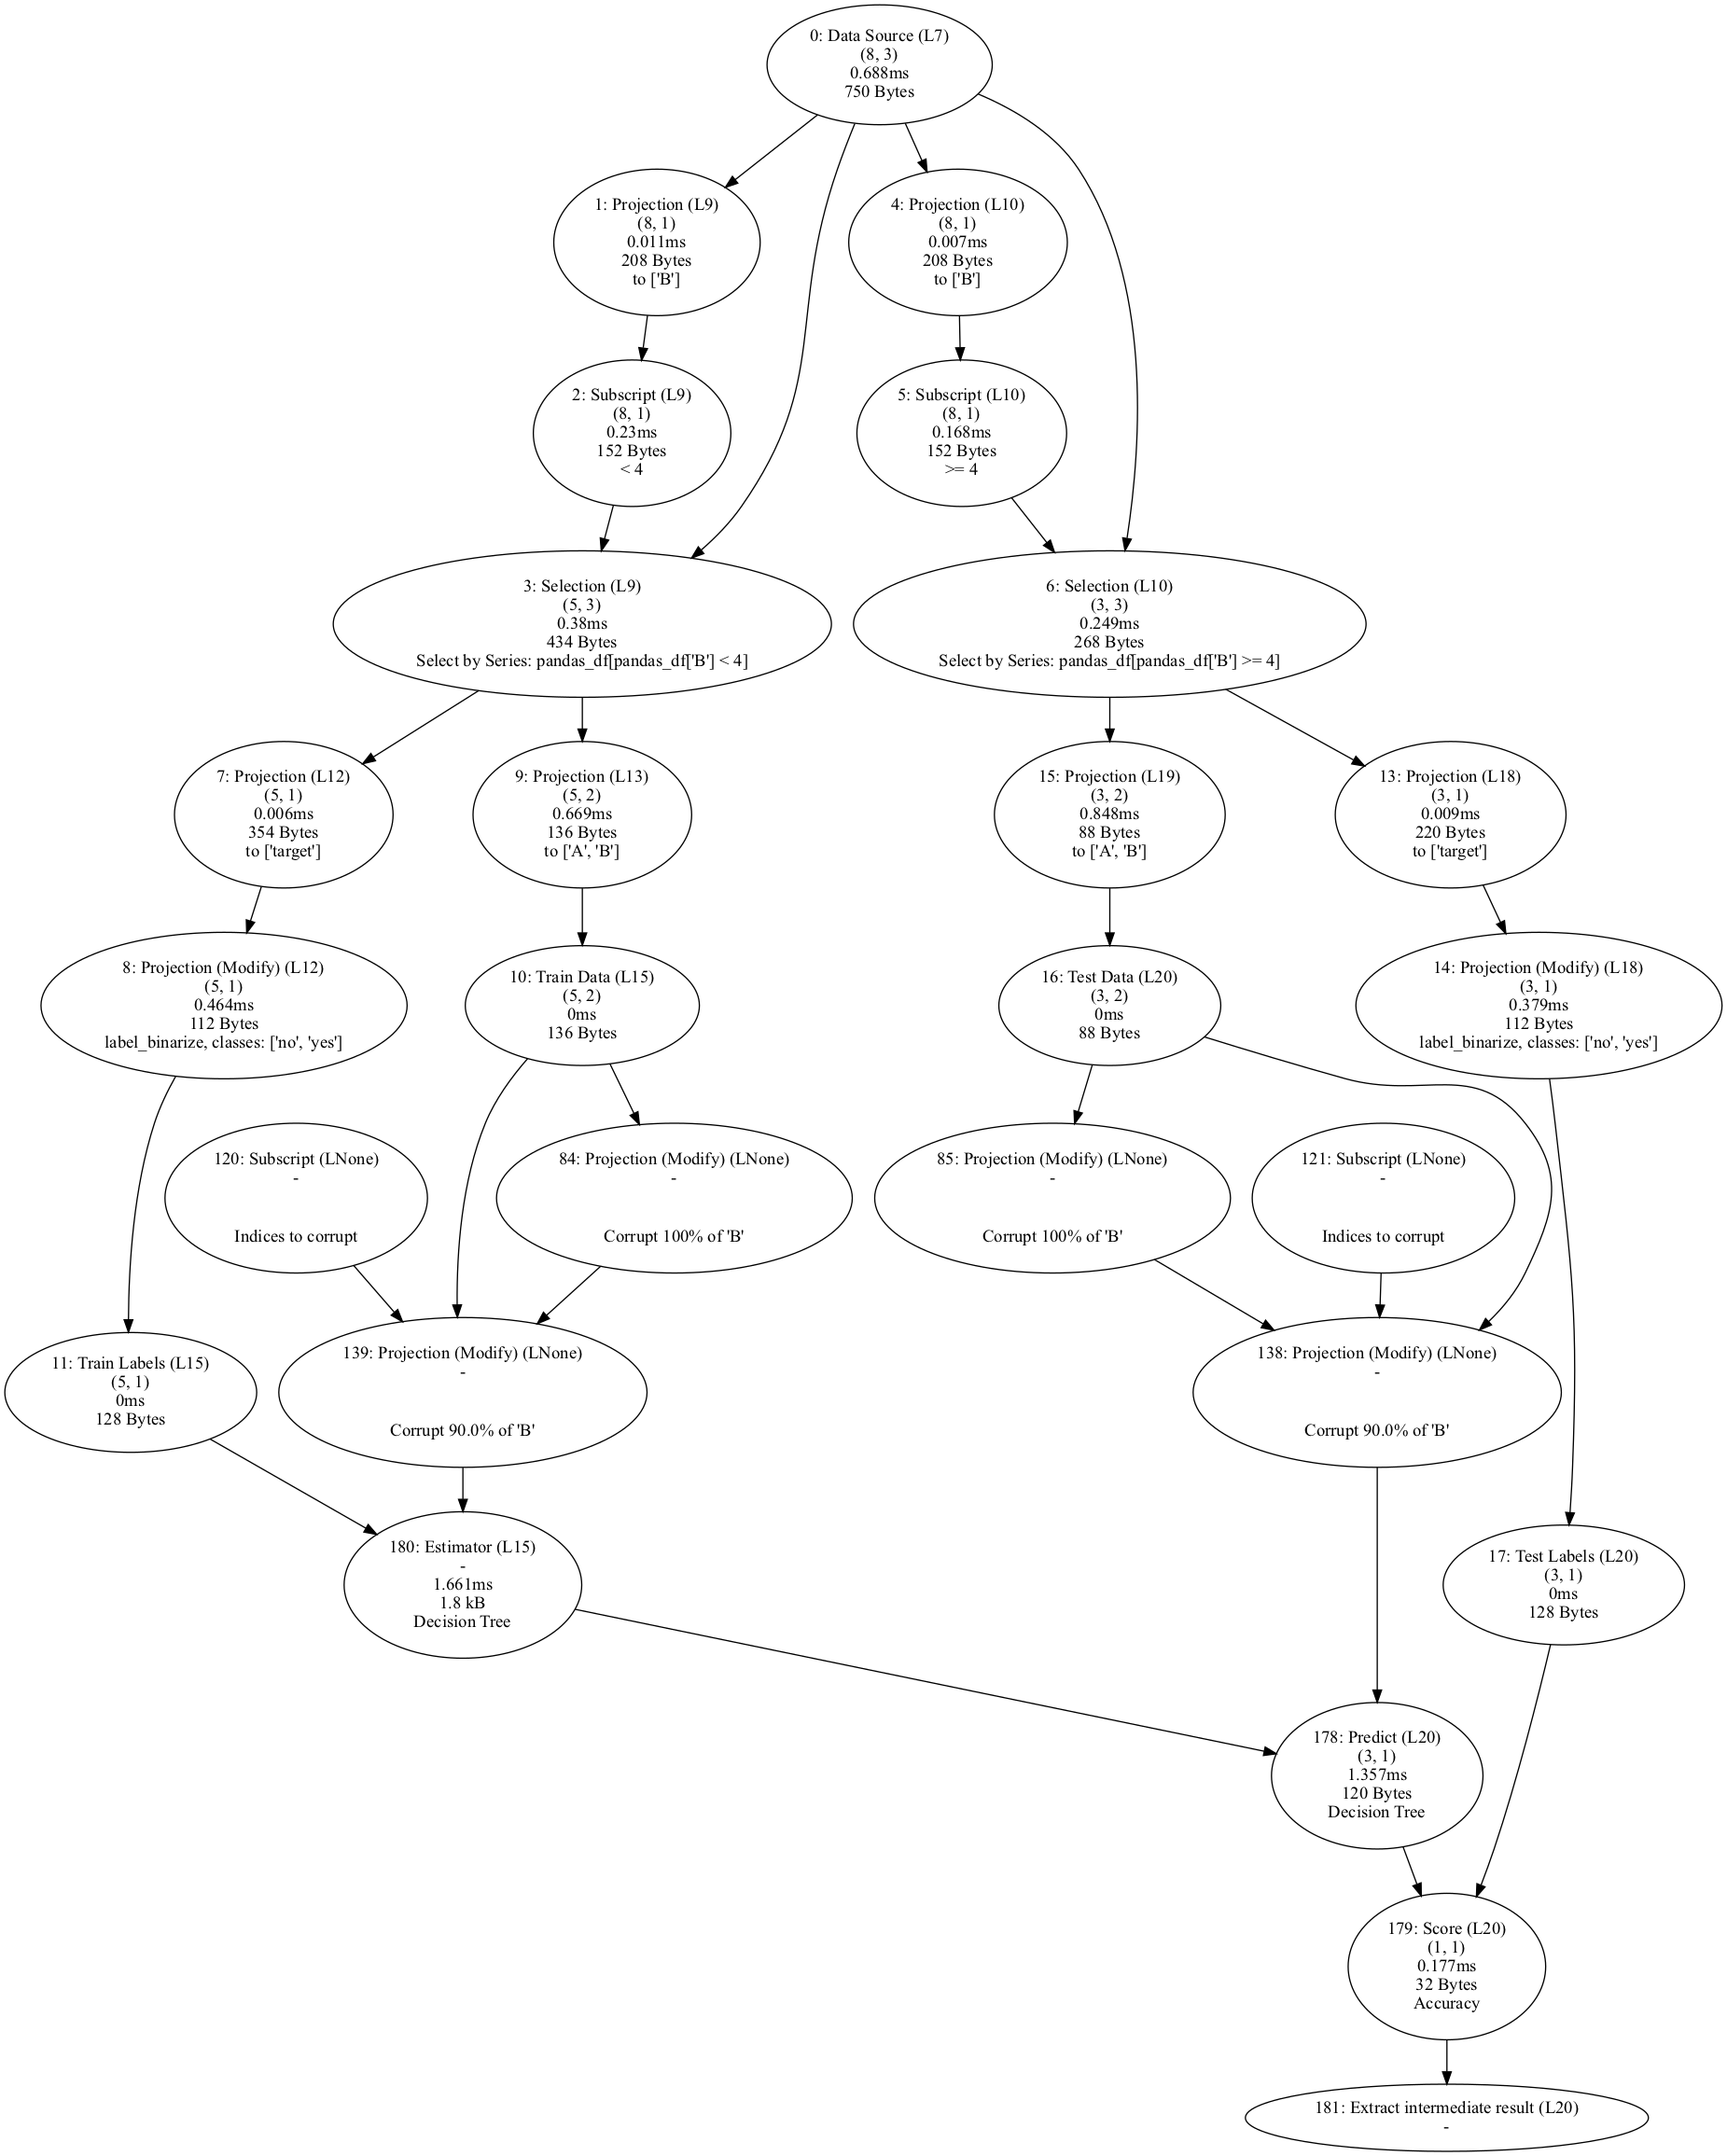 0: Data Source (L7)
(8, 3)
0.688ms
750 Bytes
1: Projection (L9)
(8, 1)
0.011ms
208 Bytes
to ['B']
4: Projection (L10)
(8, 1)
0.007ms
208 Bytes
to ['B']
2: Subscript (L9)
(8, 1)
0.23ms
152 Bytes
< 4
5: Subscript (L10)
(8, 1)
0.168ms
152 Bytes
>= 4
3: Selection (L9)
(5, 3)
0.38ms
434 Bytes
Select by Series: pandas_df[pandas_df['B'] < 4]
6: Selection (L10)
(3, 3)
0.249ms
268 Bytes
Select by Series: pandas_df[pandas_df['B'] >= 4]
7: Projection (L12)
(5, 1)
0.006ms
354 Bytes
to ['target']
9: Projection (L13)
(5, 2)
0.669ms
136 Bytes
to ['A', 'B']
15: Projection (L19)
(3, 2)
0.848ms
88 Bytes
to ['A', 'B']
13: Projection (L18)
(3, 1)
0.009ms
220 Bytes
to ['target']
8: Projection (Modify) (L12)
(5, 1)
0.464ms
112 Bytes
label_binarize, classes: ['no', 'yes']
10: Train Data (L15)
(5, 2)
0ms
136 Bytes
16: Test Data (L20)
(3, 2)
0ms
88 Bytes
14: Projection (Modify) (L18)
(3, 1)
0.379ms
112 Bytes
label_binarize, classes: ['no', 'yes']
120: Subscript (LNone)
-
Indices to corrupt
84: Projection (Modify) (LNone)
-
Corrupt 100% of 'B'
85: Projection (Modify) (LNone)
-
Corrupt 100% of 'B'
121: Subscript (LNone)
-
Indices to corrupt
11: Train Labels (L15)
(5, 1)
0ms
128 Bytes
139: Projection (Modify) (LNone)
-
Corrupt 90.0% of 'B'
138: Projection (Modify) (LNone)
-
Corrupt 90.0% of 'B'
180: Estimator (L15)
-
1.661ms
1.8 kB
Decision Tree
17: Test Labels (L20)
(3, 1)
0ms
128 Bytes
178: Predict (L20)
(3, 1)
1.357ms
120 Bytes
Decision Tree
179: Score (L20)
(1, 1)
0.177ms
32 Bytes
Accuracy
181: Extract intermediate result (L20)
-